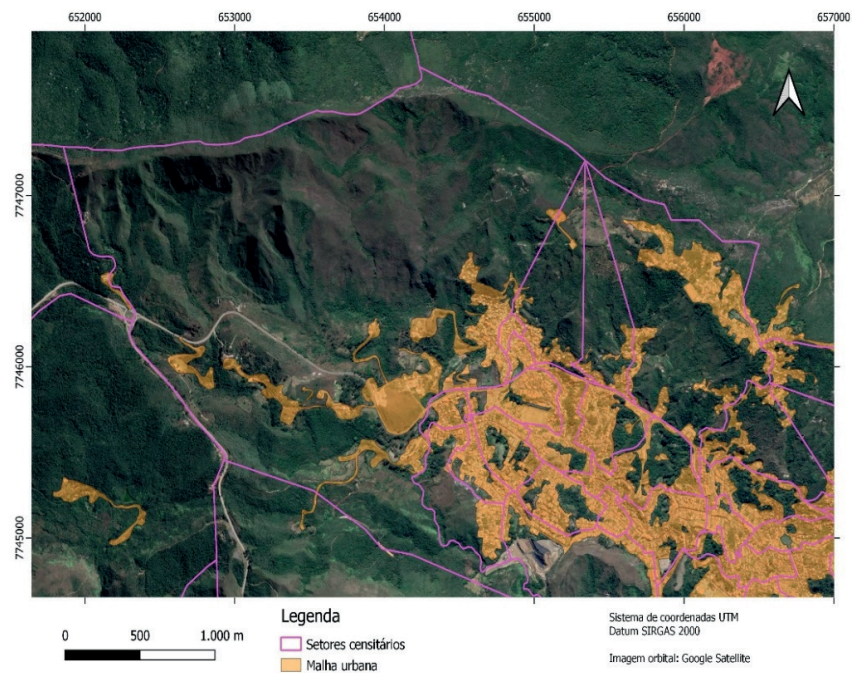 652000 653000 654000 655000 656000 657000
7747000
7746000
7745000
Legenda
0 500 1.000 m
Setores censitários
Malha urbana
Sistema de coordenadas UTM
Datum SIRGAS 2000
Imagem orbital: Google Satellite